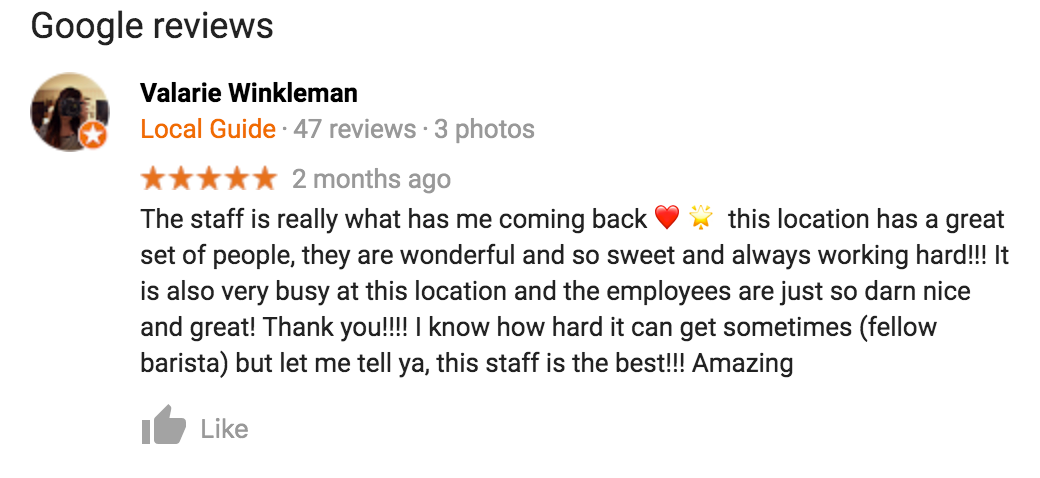 Google reviews
Valarie Winkleman
Local Guide · 47 reviews · 3 photos
2 months ago
The staff is really what has me coming back ❤️ 🌟 this location has a great
set of people, they are wonderful and so sweet and always working hard!!! It
is also very busy at this location and the employees are just so darn nice
and great! Thank you!!!! I know how hard it can get sometimes (fellow
barista) but let me tell ya, this staff is the best!!! Amazing
Like